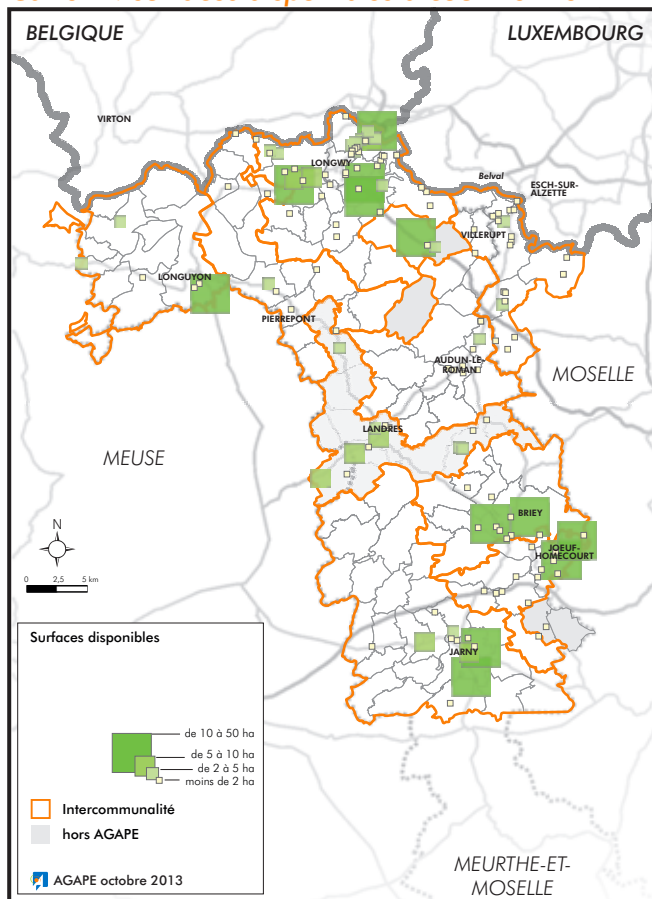 BELGIQUE
LUXEMBOURG
VIRTON
LONGWY
Belval
ESCH-SUR-
ALZETTE
VILLERUPT
LONGUYON
PIERREPONT
AUDUN-LE-
ROMAN
MOSELLE
LANDRES
MEUSE
BRIEY
N
JOEUF-
HOMECOURT
0 2,5 5 km
JARNY
Surfaces disponibles
de 10 à 50 ha
de 5 à 10 ha
de 2 à 5 ha
moins de 2 ha
Intercommunalité
hors AGAPE
AGAPE octobre 2013
MEURTHE-ET-
MOSELLE